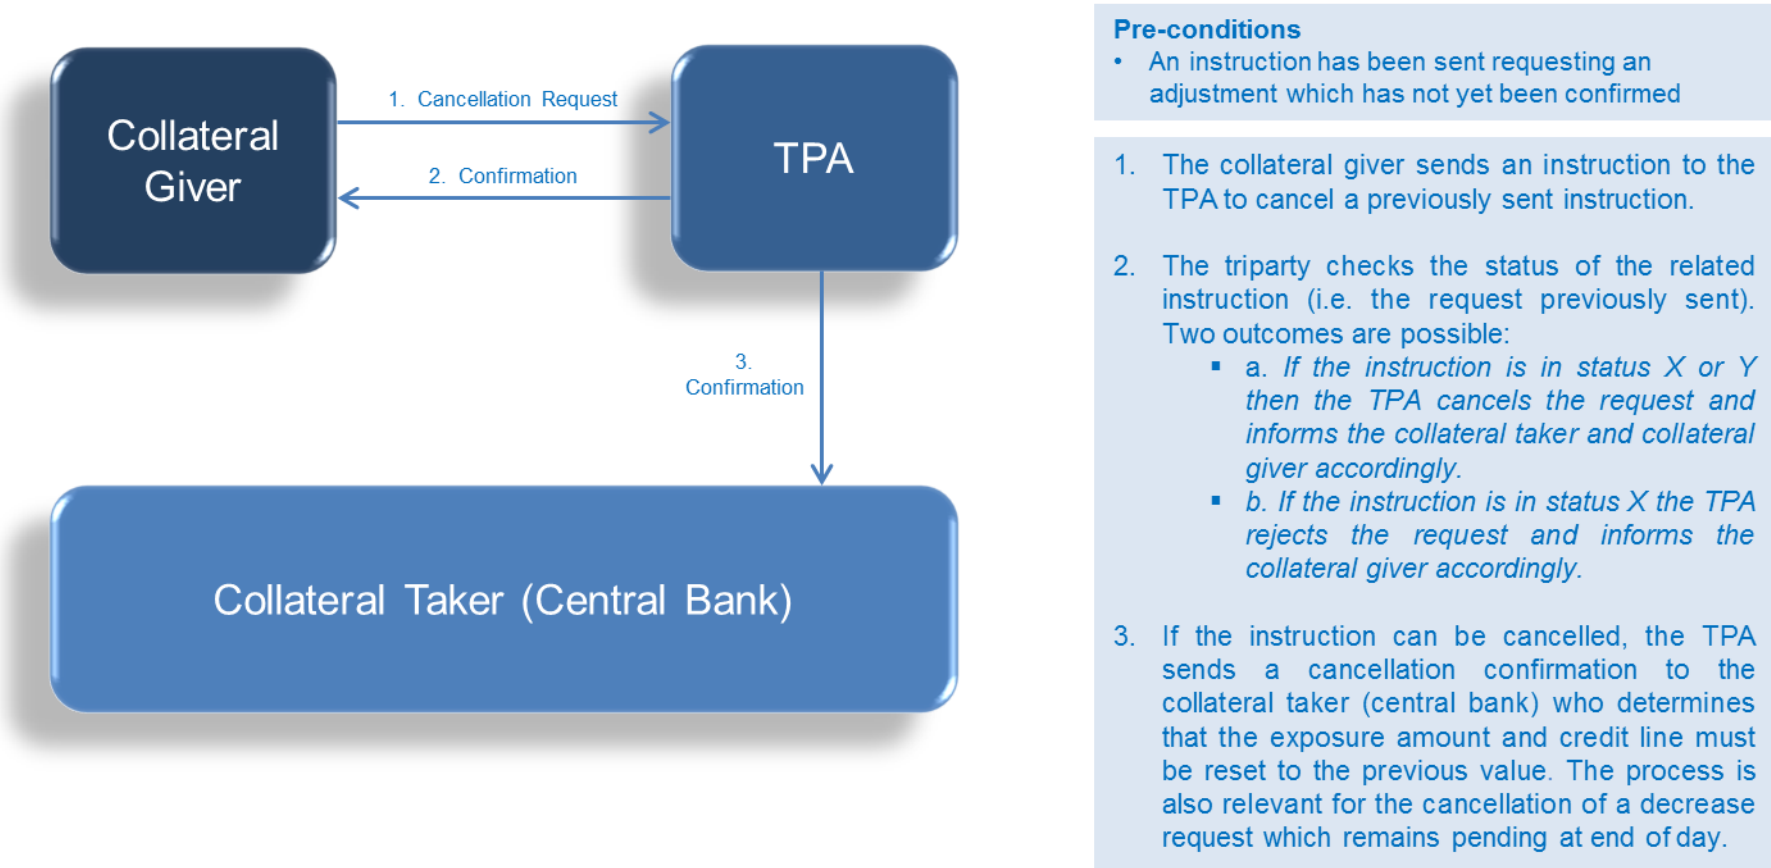 Collateral
Giver
1. Cancellation Request
2. Confirmation
TPA
3.
Confirmation
Collateral Taker (Central Bank)
Pre-conditions
• An instruction has been sent requesting an
adjustment which has not yet been confirmed
1. The collateral giver sends an instruction to the
TPA to cancel a previously sent instruction.
2. The triparty checks the status of the related
instruction (i.e. the request previously sent).
Two outcomes are possible:
▪ a. If the instruction is in status X or Y
then the TPA cancels the request and
informs the collateral taker and collateral
giver accordingly.
▪ b. If the instruction is in status X the TPA
rejects the request and informs the
collateral giver accordingly.
3. If the instruction can be cancelled, the TPA
sends a cancellation confirmation to the
collateral taker (central bank) who determines
that the exposure amount and credit line must
be reset to the previous value. The process is
also relevant for the cancellation of a decrease
request which remains pending at end of day.